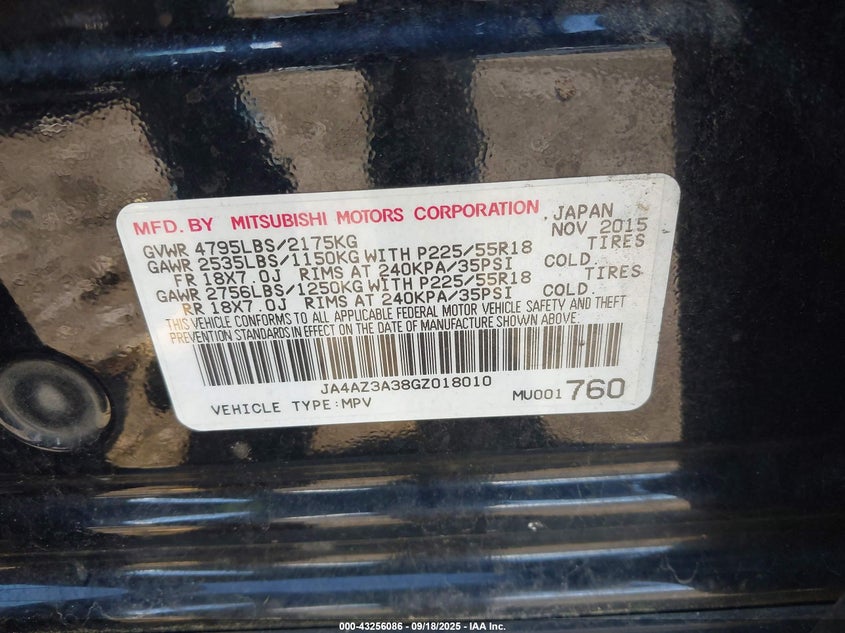 MFD. BY MITSUBISHI MOTORS CORPORATION JAPAN
NOV 2015
GVWR 4795LBS/2175KG
GAWR 2535LBS/1150KG WITH P225/55R18 TIRES
FR 18X7.0J RIMS AT 240KPA/35PSI COLD.
GAWR 2756LBS/1250KG WITH P225/55R18 TIRES
RR 18X7.0J RIMS AT 240KPA/35PSI COLD.
THIS VEHICLE CONFORMS TO ALL APPLICABLE FEDERAL MOTOR VEHICLE SAFETY AND THEFT
PREVENTION STANDARDS IN EFFECT ON THE DATE OF MANUFACTURE SHOWN ABOVE.
JA4AZ3A38GZ018010
VEHICLE TYPE:MPV MU001760
000-43256086 - 09/18/2025 - IAA Inc.